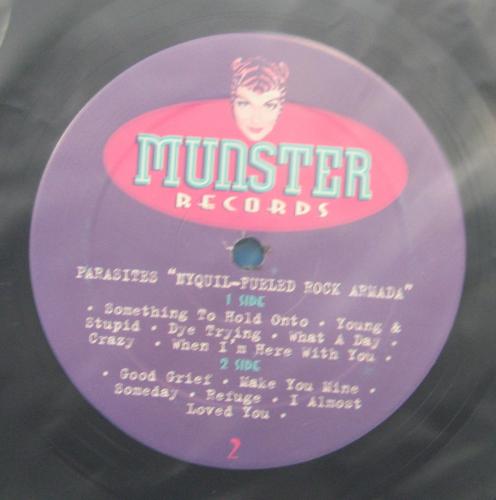 MUNSTER
RECORDS
PARASITES "NYQUIL-FUELED ROCK ARMADA"
1 SIDE
· Something To Hold Onto · Young &
Stupid · Dye Trying · What A Day ·
Crazy · When I'm Here With You ·
2 SIDE
· Good Grief · Make You Mine ·
Someday · Refuge · I Almost
Loved You ·
2